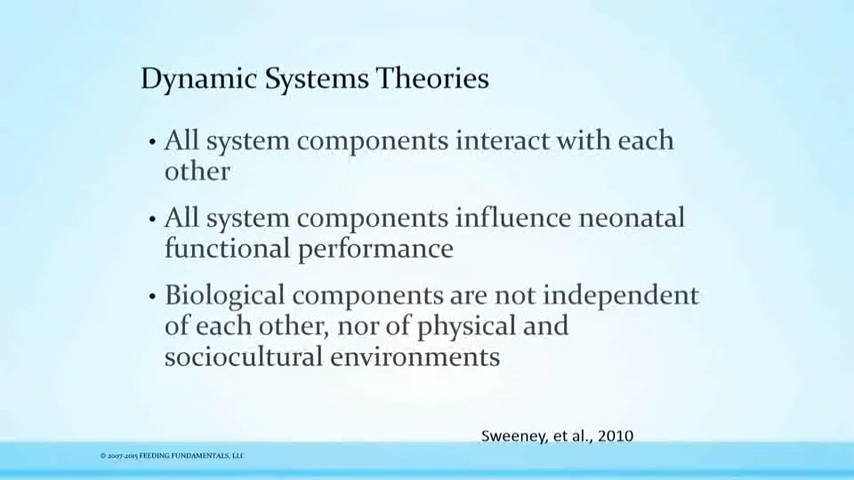 Dynamic Systems Theories
• All system components interact with each
other
• All system components influence neonatal
functional performance
• Biological components are not independent
of each other, nor of physical and
sociocultural environments
Sweeney, et al., 2010
© 2007-2015 FEEDING FUNDAMENTALS, LLC